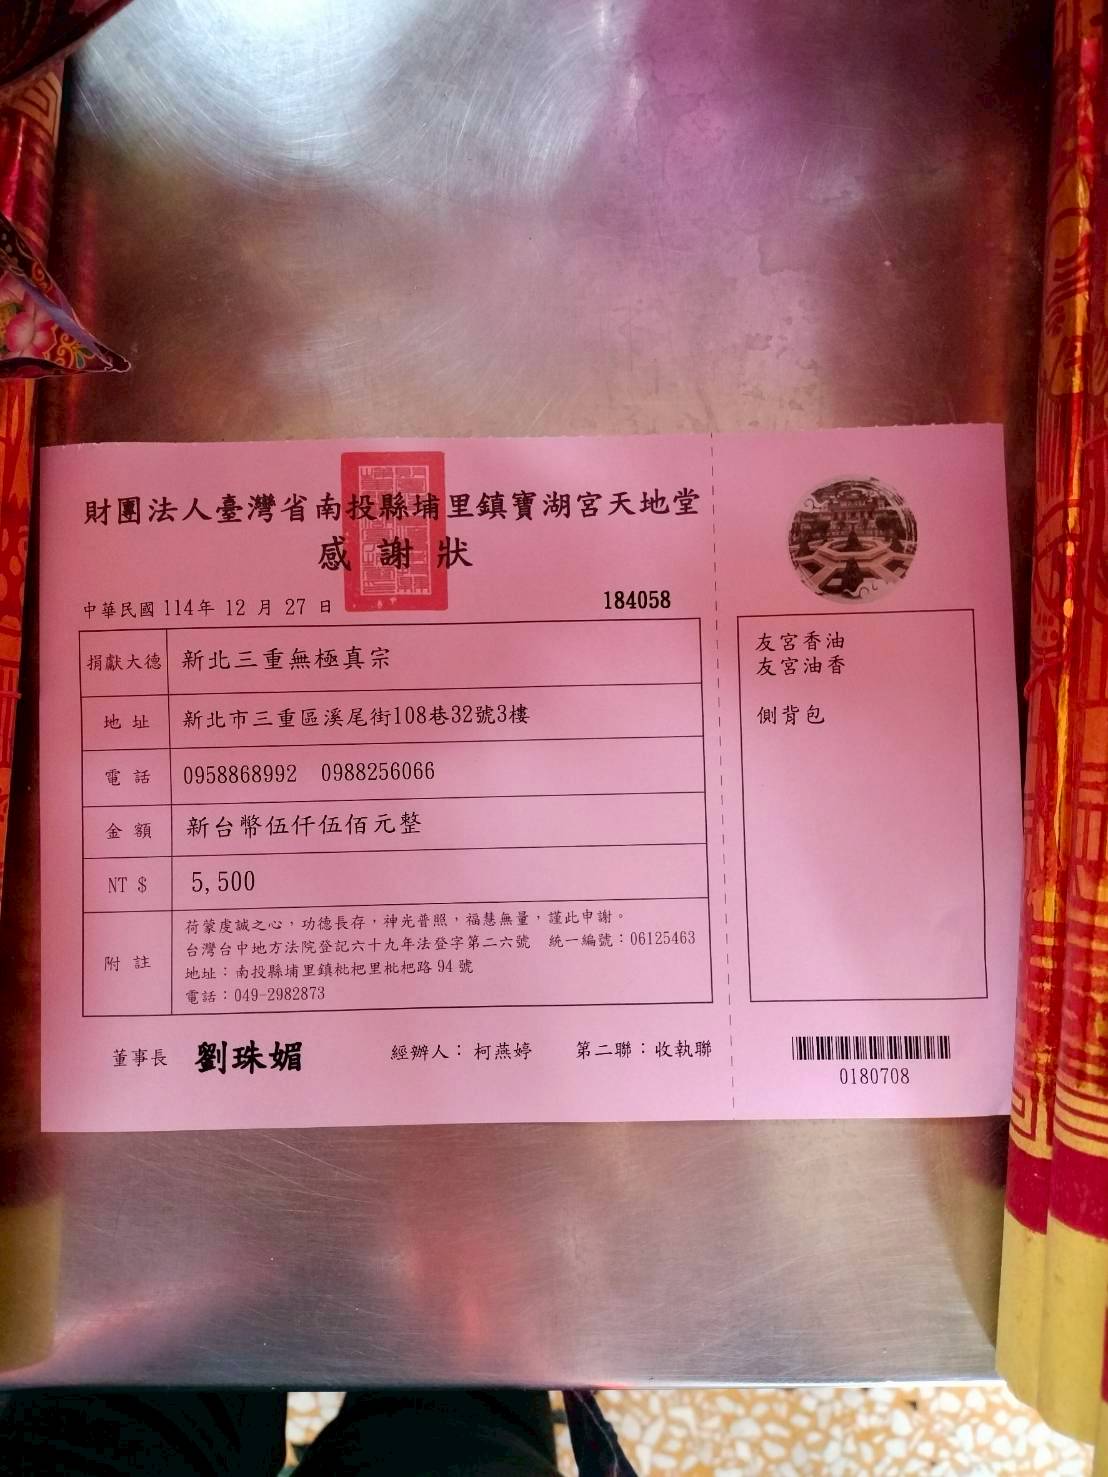 財團法人臺灣省南投縣埔里鎮寶湖宮天地堂
感謝狀
中華民國 114年 12 月 27 日
184058
捐獻大德 新北三重無極真宗
地址 新北市三重區溪尾街108巷32號3樓
電話 0958868992 0988256066
金額 新台幣伍仟伍佰元整
NT $ 5,500
附註
荷蒙虔誠之心，功德長存，神光普照，福慧無量，謹此申謝。
台灣台中地方法院登記六十九年法登字第二六號 統一編號：06125463
地址：南投縣埔里鎮枇杷里枇杷路 94 號
電話：049-2982873
董事長 劉珠媚 經辦人：柯燕婷 第二聯：收執聯
友宮香油
友宮油香
側背包
0180708